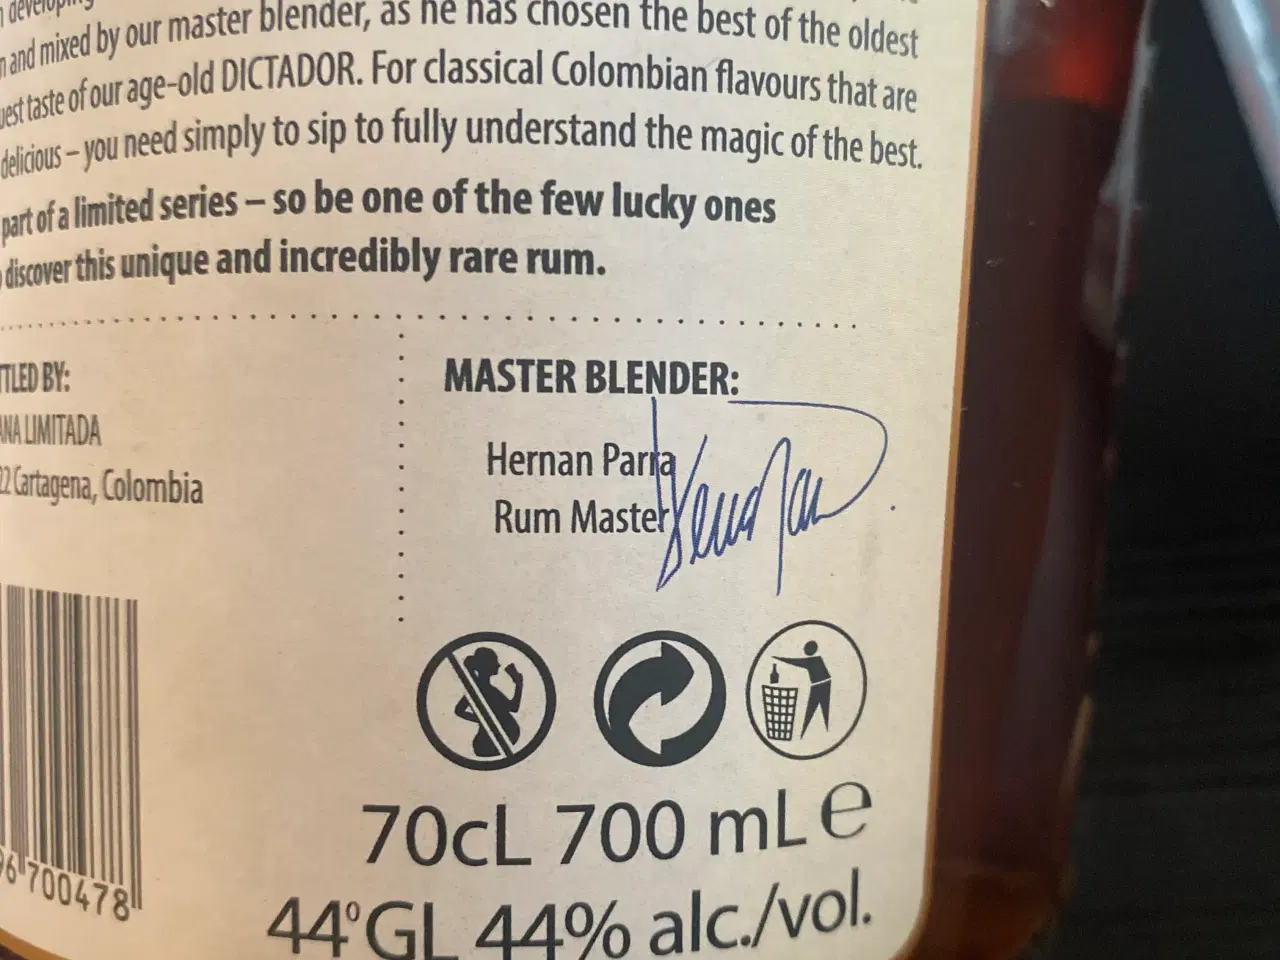 developing
and mixed by our master blender, as he has chosen the best of the oldest
taste of our age-old DICTADOR. For classical Colombian flavours that are
delicious – you need simply to sip to fully understand the magic of the best.
part of a limited series – so be one of the few lucky ones
discover this unique and incredibly rare rum.
BY:
LIMITADA
Cartagena, Colombia
MASTER BLENDER:
Hernan Parra
Rum Master
700478
70cL 700 mL e
44°GL 44% alc./vol.